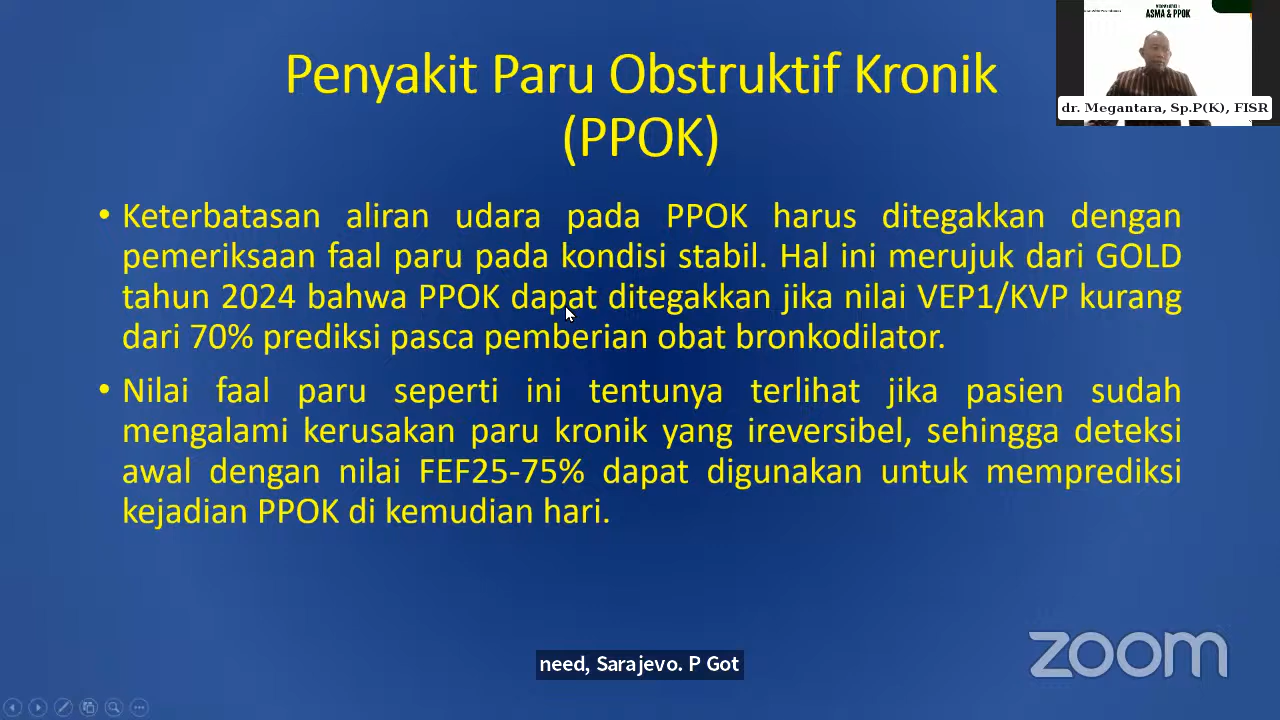 ASMA & PPOK
dr. Megantara, Sp.P(K), FISR
Penyakit Paru Obstruktif Kronik
(PPOK)
• Keterbatasan aliran udara pada PPOK harus ditegakkan dengan
pemeriksaan faal paru pada kondisi stabil. Hal ini merujuk dari GOLD
tahun 2024 bahwa PPOK dapat ditegakkan jika nilai VEP1/KVP kurang
dari 70% prediksi pasca pemberian obat bronkodilator.
• Nilai faal paru seperti ini tentunya terlihat jika pasien sudah
mengalami kerusakan paru kronik yang ireversibel, sehingga deteksi
awal dengan nilai FEF25-75% dapat digunakan untuk memprediksi
kejadian PPOK di kemudian hari.
need, Sarajevo. P Got
zoom